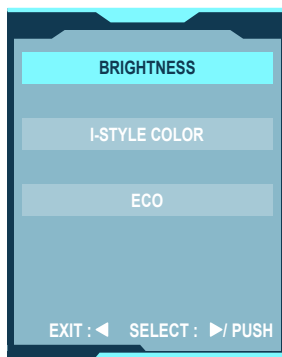 BRIGHTNESS
I-STYLE COLOR
ECO
EXIT : ◀ SELECT : ▶/ PUSH